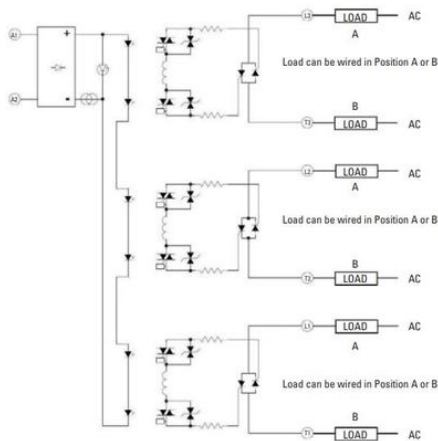 L3 LOAD AC
A
A1 +
Load can be wired in Position A or B
A2 -
B
T3 LOAD AC
L2 LOAD AC
A
Load can be wired in Position A or B
B
T2 LOAD AC
L1 LOAD AC
A
Load can be wired in Position A or B
B
T1 LOAD AC